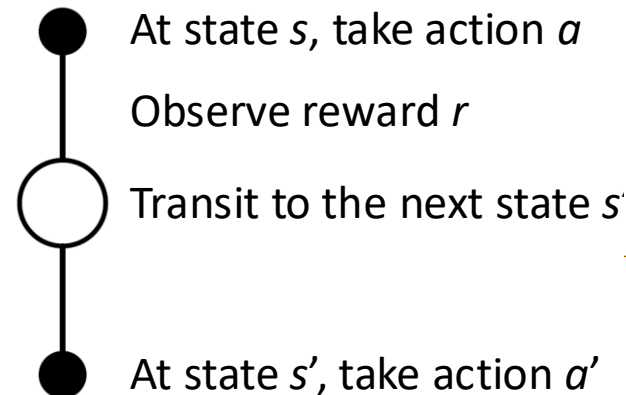 At state s, take action a
Observe reward r
Transit to the next state s’
At state s’, take action a’